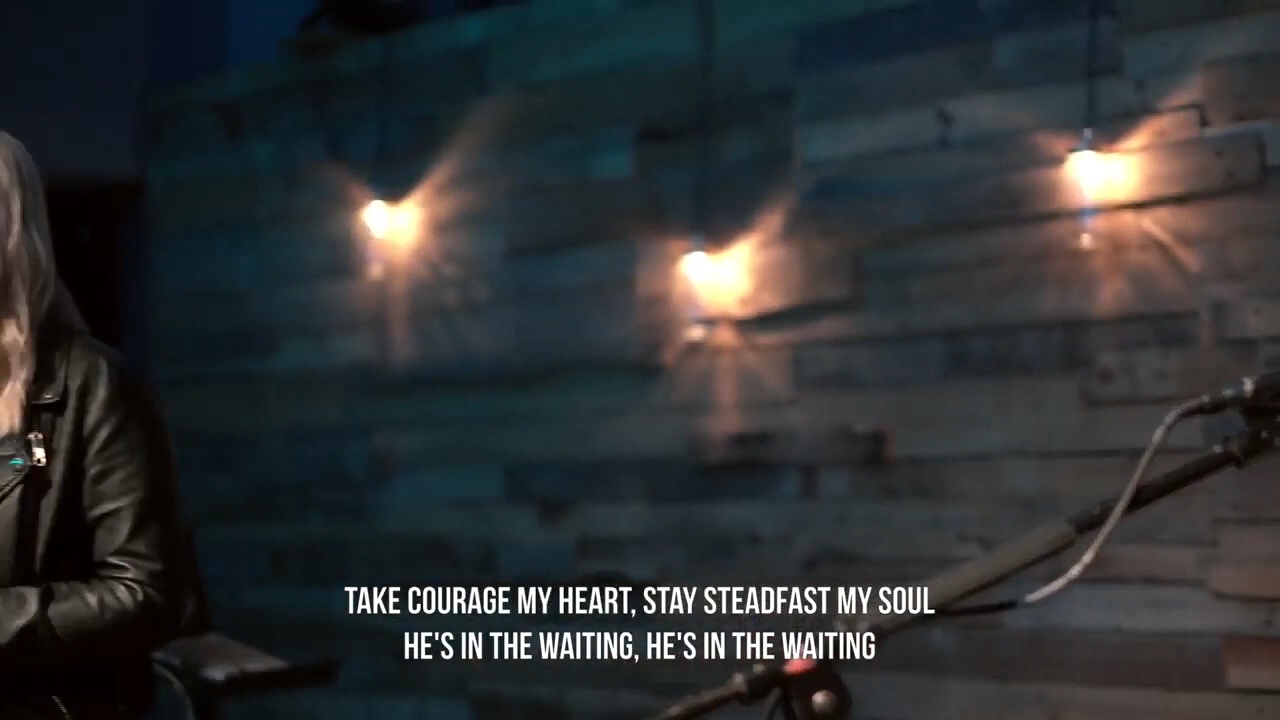 TAKE COURAGE MY HEART, STAY STEADFAST MY SOUL
HE'S IN THE WAITING, HE'S IN THE WAITING